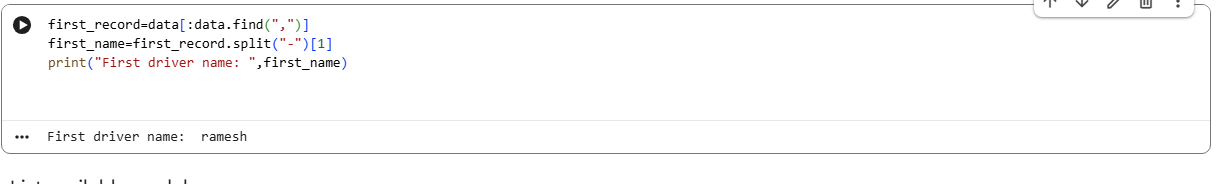 first_record=data[:data.find(",")]
first_name=first_record.split("-")[1]
print("First driver name: ",first_name)
First driver name:  ramesh